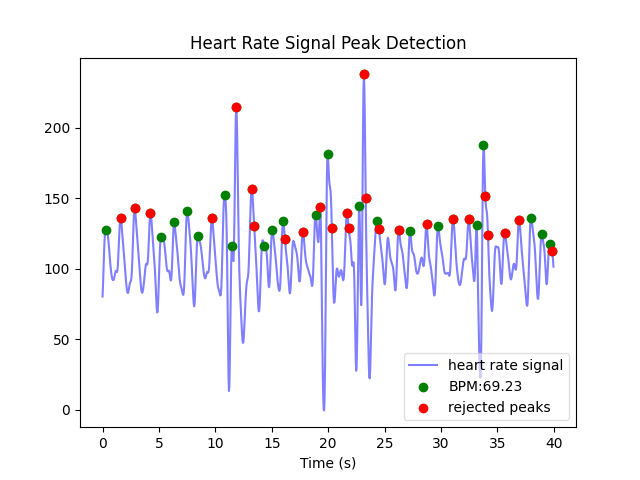 Heart Rate Signal Peak Detection
200
150
100
50
0
heart rate signal
BPM:69.23
rejected peaks
0 5 10 15 20 25 30 35 40
Time (s)